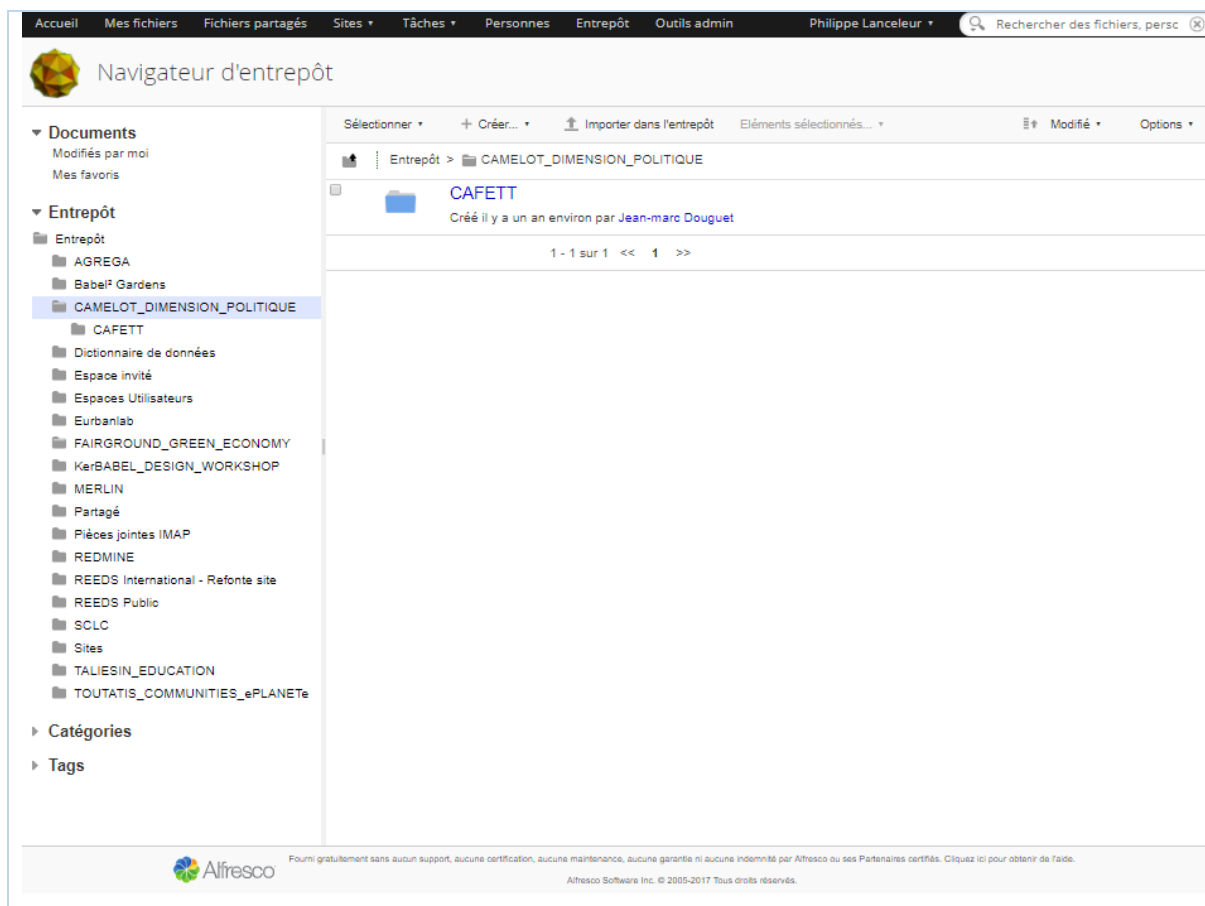 Accueil Mes fichiers Fichiers partagés Sites Tâches Personnes Entrepôt Outils admin Philippe Lanceleur Rechercher des fichiers, persc
Navigateur d'entrepôt
Documents
Modifiés par moi
Mes favoris
Entrepôt
Entrepôt
AGREGA
Babel² Gardens
CAMELOT_DIMENSION_POLITIQUE
CAFETT
Dictionnaire de données
Espace invité
Espaces Utilisateurs
Eurbanlab
FAIRGROUND_GREEN_ECONOMY
KerBABEL_DESIGN_WORKSHOP
MERLIN
Partagé
Pièces jointes IMAP
REDMINE
REEDS International - Refonte site
REEDS Public
SCLC
Sites
TALIESIN_EDUCATION
TOUTATIS_COMMUNITIES_ePLANETe
Catégories
Tags
Sélectionner + Créer... Importer dans l'entrepôt Eléments sélectionnés... Modifié Options
Entrepôt > CAMELOT_DIMENSION_POLITIQUE
CAFETT
Créé il y a un an environ par Jean-marc Douguet
1 - 1 sur 1 << 1 >>
Alfresco
Fourni gratuitement sans aucun support, aucune certification, aucune maintenance, aucune garantie ni aucune indemnité par Alfresco ou ses Partenaires certifiés. Cliquez ici pour obtenir de l'aide.
Alfresco Software Inc. © 2005-2017 Tous droits réservés.